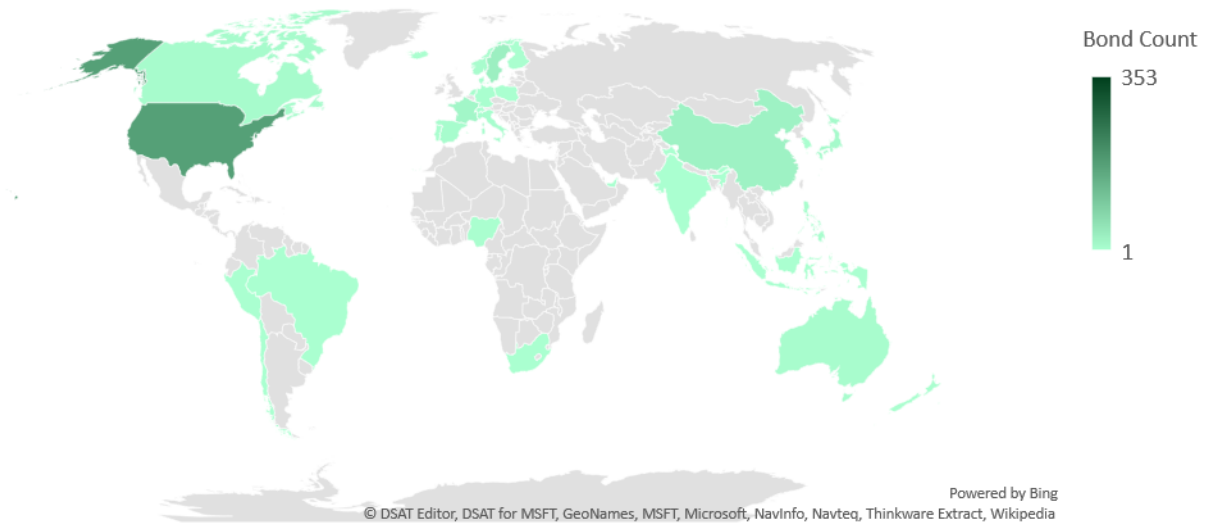 Bond Count
353
1
Powered by Bing
© DSAT Editor, DSAT for MSFT, GeoNames, MSFT, Microsoft, NavInfo, Navteq, Thinkware Extract, Wikipedia